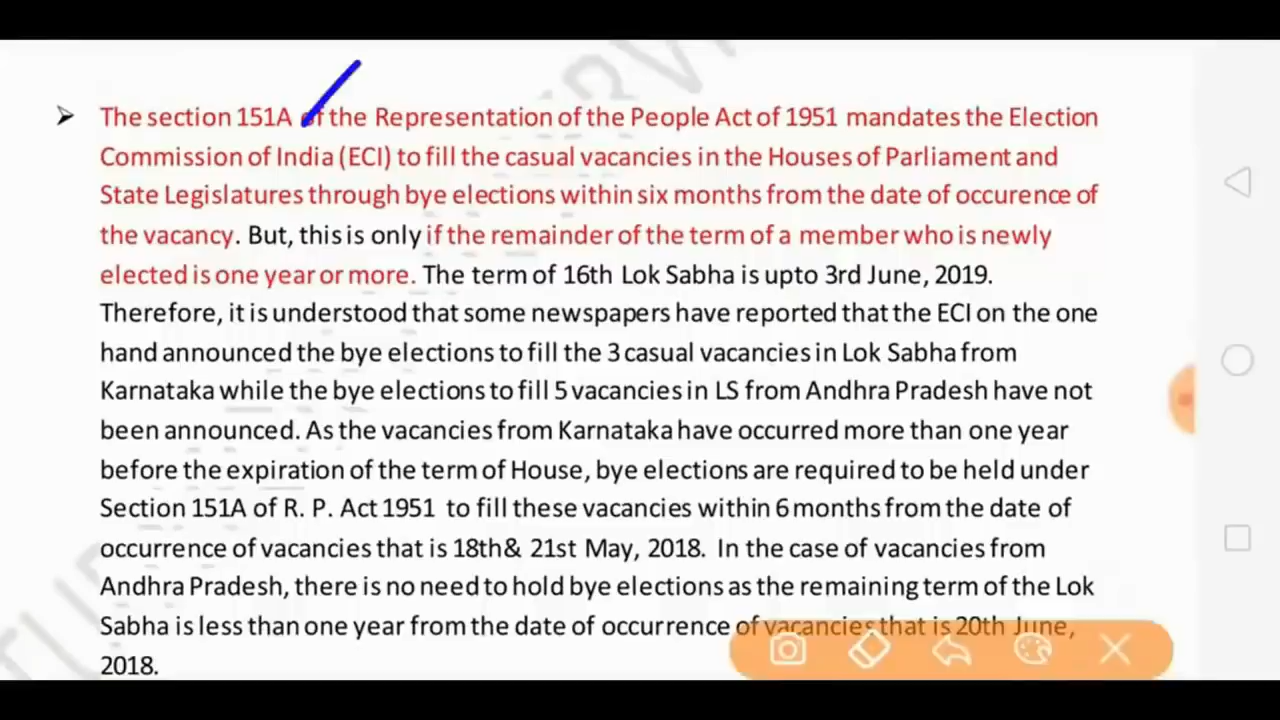 The section 151A of the Representation of the People Act of 1951 mandates the Election
Commission of India (ECI) to fill the casual vacancies in the Houses of Parliament and
State Legislatures through bye elections within six months from the date of occurence of
the vacancy. But, this is only if the remainder of the term of a member who is newly
elected is one year or more. The term of 16th Lok Sabha is upto 3rd June, 2019.
Therefore, it is understood that some newspapers have reported that the ECI on the one
hand announced the bye elections to fill the 3 casual vacancies in Lok Sabha from
Karnataka while the bye elections to fill 5 vacancies in LS from Andhra Pradesh have not
been announced. As the vacancies from Karnataka have occurred more than one year
before the expiration of the term of House, bye elections are required to be held under
Section 151A of R. P. Act 1951 to fill these vacancies within 6 months from the date of
occurrence of vacancies that is 18th& 21st May, 2018. In the case of vacancies from
Andhra Pradesh, there is no need to hold bye elections as the remaining term of the Lok
Sabha is less than one year from the date of occurrence of vacancies that is 20th June,
2018.